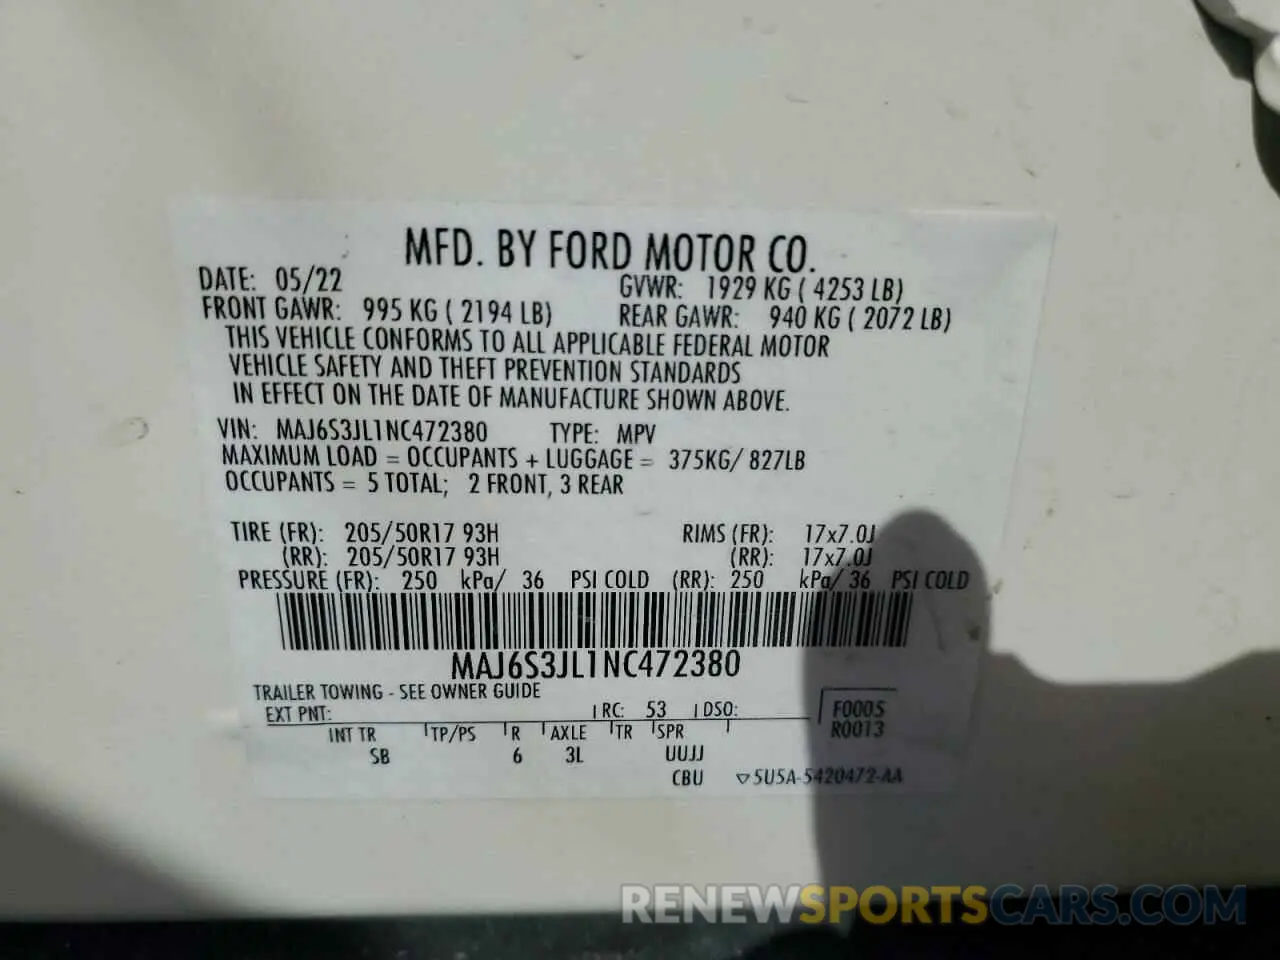 MFD. BY FORD MOTOR CO.
DATE: 05/22 GVWR: 1929 KG ( 4253 LB)
FRONT GAWR: 995 KG ( 2194 LB) REAR GAWR: 940 KG ( 2072 LB)
THIS VEHICLE CONFORMS TO ALL APPLICABLE FEDERAL MOTOR
VEHICLE SAFETY AND THEFT PREVENTION STANDARDS
IN EFFECT ON THE DATE OF MANUFACTURE SHOWN ABOVE.
VIN: MAJ6S3JL1NC472380 TYPE: MPV
MAXIMUM LOAD = OCCUPANTS + LUGGAGE = 375KG/ 827LB
OCCUPANTS = 5 TOTAL; 2 FRONT, 3 REAR
TIRE (FR): 205/50R17 93H RIMS (FR): 17x7.0J
(RR): 205/50R17 93H (RR): 17x7.0J
PRESSURE (FR): 250 kPa/ 36 PSI COLD (RR): 250 kPa/ 36 PSI COLD
MAJ6S3JL1NC472380
TRAILER TOWING - SEE OWNER GUIDE
EXT PNT: RC: 53 DSO: F0005
R0013
INT TR TP/PS R AXLE TR SPR
SB 6 3L UUJJ
CBU ▽5U5A-5420472-AA
RENEWSPORTSCARS.COM